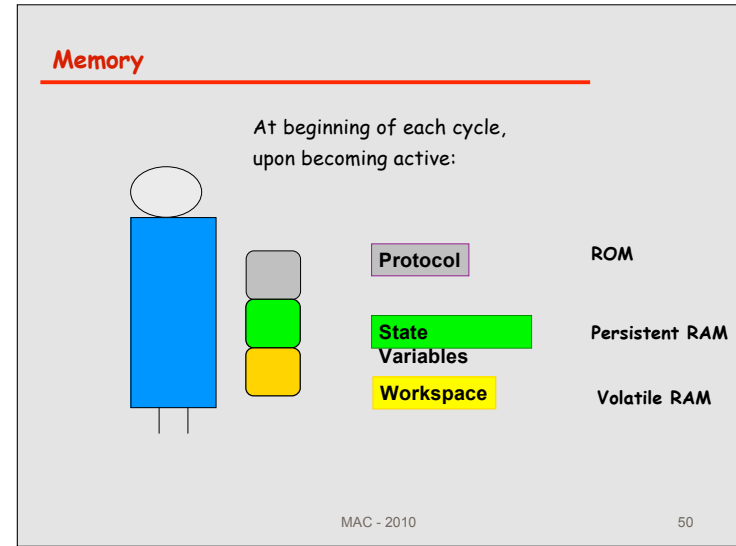 Memory
At beginning of each cycle,
upon becoming active:
Protocol
ROM
State
Variables
Persistent RAM
Workspace
Volatile RAM
MAC - 2010
50